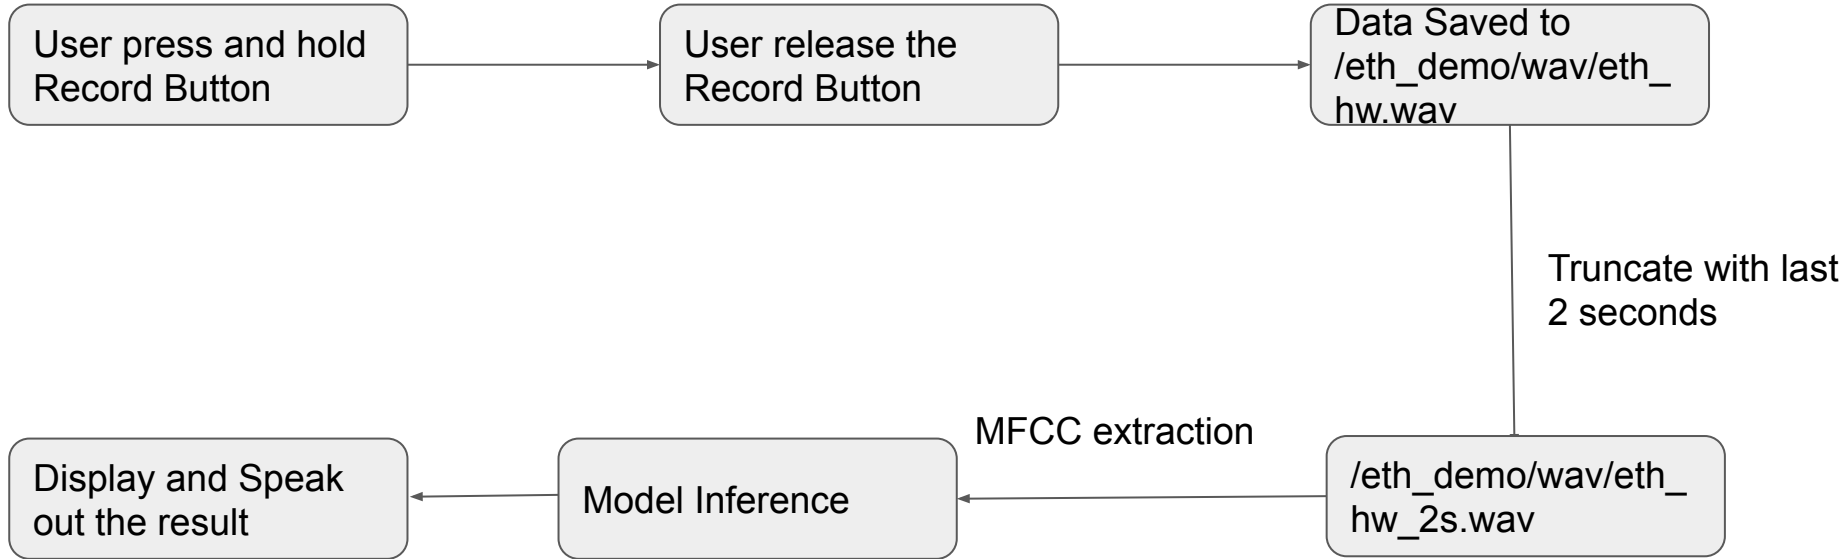 User press and hold
Record Button
User release the
Record Button
Data Saved to
/eth_demo/wav/eth_
hw.wav
Truncate with last
2 seconds
/eth_demo/wav/eth_
hw_2s.wav
MFCC extraction
Model Inference
Display and Speak
out the result